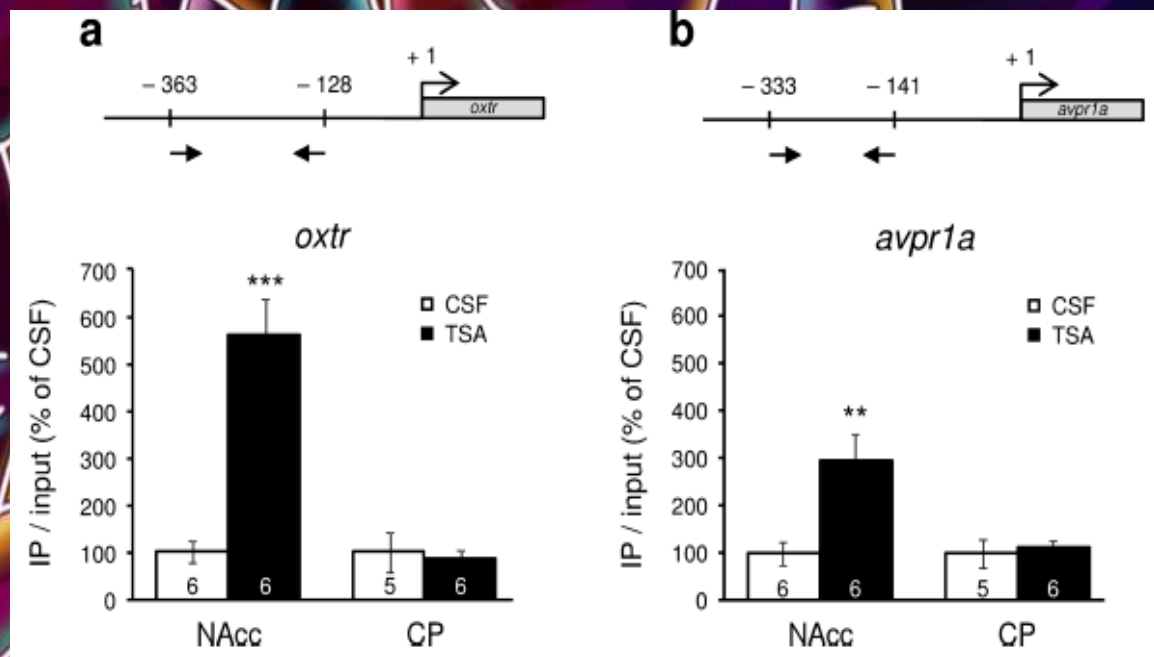 a
+ 1
– 363
– 128
oxtr
oxtr
IP / input (% of CSF)
700
600
500
400
300
200
100
0
***
CSF
TSA
6
6
5
6
NAcc
CP
b
+ 1
– 333
– 141
avpr1a
avpr1a
IP / input (% of CSF)
700
600
500
400
300
200
100
0
**
CSF
TSA
6
6
5
6
NAcc
CP